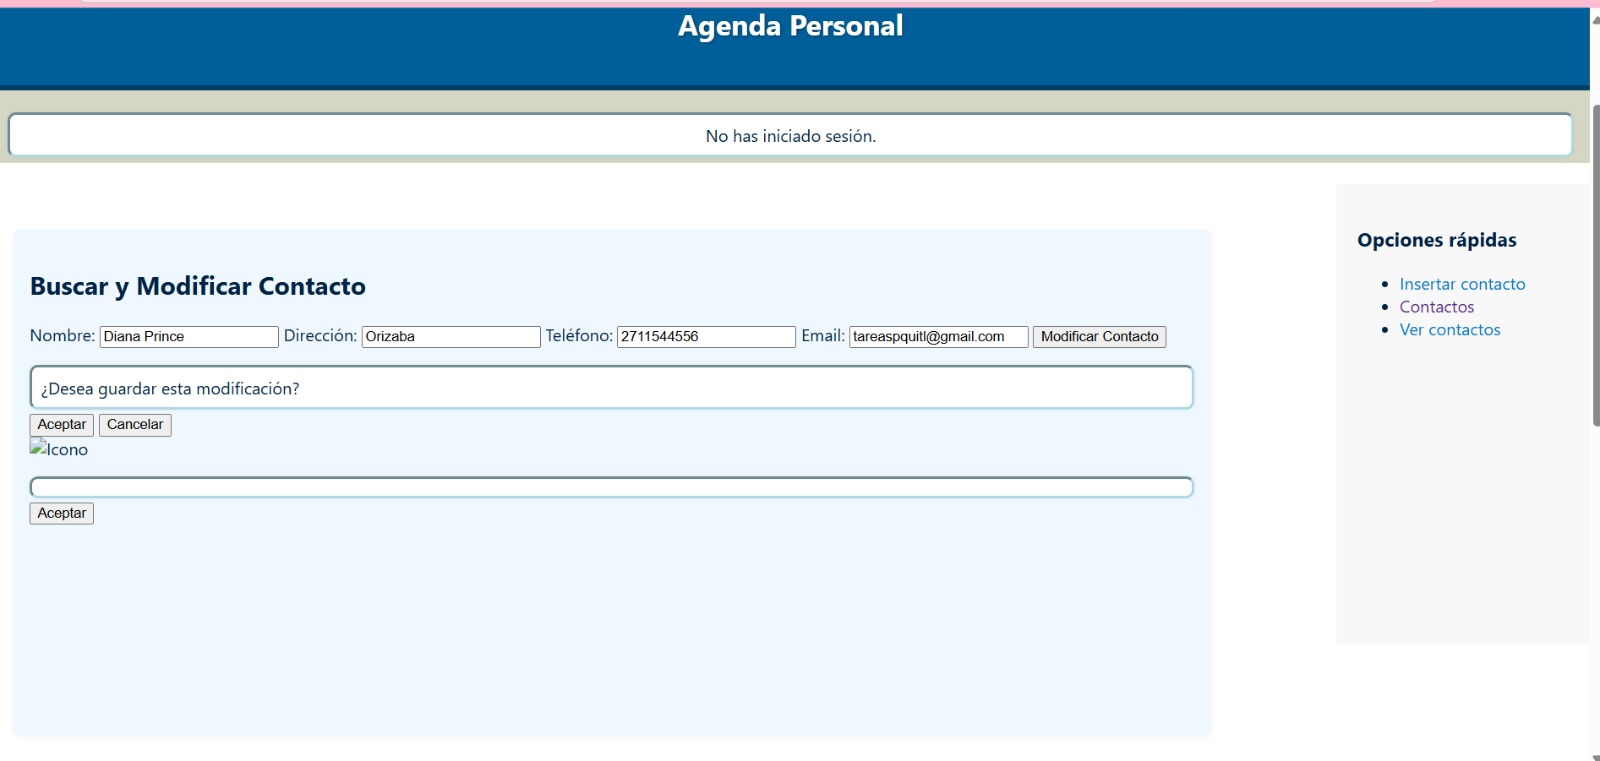 Agenda Personal
No has iniciado sesión.
Buscar y Modificar Contacto
Nombre: Diana Prince Dirección: Orizaba Teléfono: 2711544556 Email: tareaspquitl@gmail.com Modificar Contacto
¿Desea guardar esta modificación?
Aceptar Cancelar
Icono
Aceptar
Opciones rápidas
Insertar contacto
Contactos
Ver contactos